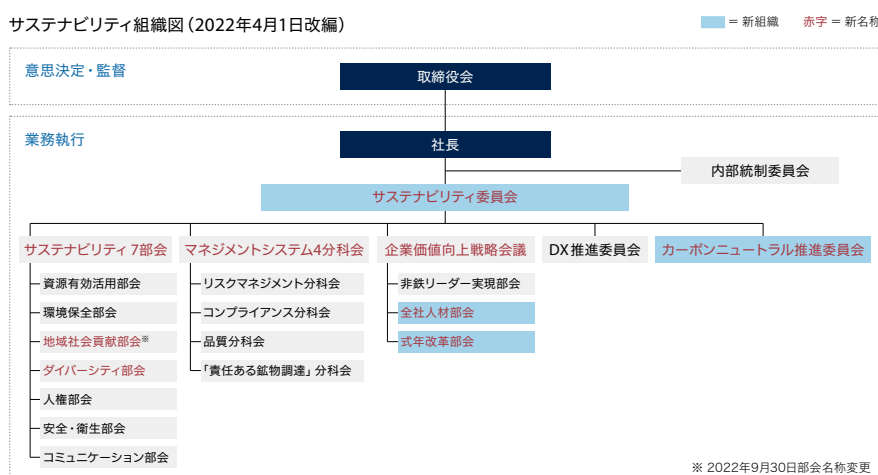 サステナビリティ組織図（2022年4月1日改編）
= 新組織 赤字 = 新名称
意思決定・監督
取締役会
業務執行
社長
内部統制委員会
サステナビリティ委員会
サステナビリティ7部会
資源有効活用部会
環境保全部会
地域社会貢献部会※
ダイバーシティ部会
人権部会
安全・衛生部会
コミュニケーション部会
マネジメントシステム4分科会
リスクマネジメント分科会
コンプライアンス分科会
品質分科会
「責任ある鉱物調達」分科会
企業価値向上戦略会議
非鉄リーダー実現部会
全社人材部会
式年改革部会
DX推進委員会
カーボンニュートラル推進委員会
※ 2022年9月30日部会名称変更